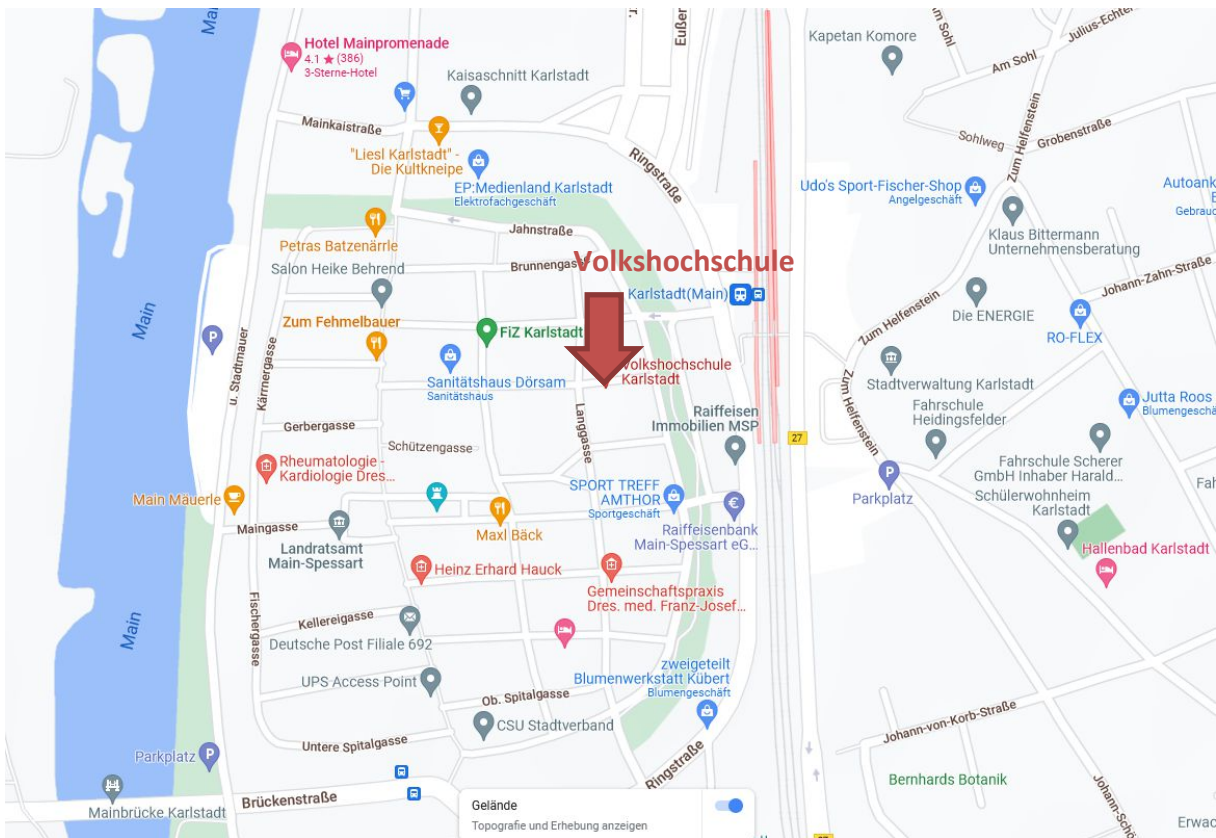 Mai
Hotel Mainpromenade
4.1 ★ (386)
3-Sterne-Hotel
Kaisaschnitt Karlstadt
Kapetan Komore
Am Sohl
Mainkaistraße
"Liesl Karlstadt" -
Die Kultkneipe
Ringstraße
Sohlweg
Grobenstraße
Zum Helfenstein
EP:Medienland Karlstadt
Elektrofachgeschäft
Udo's Sport-Fischer-Shop
Angelgeschäft
Klaus Bittermann
Unternehmensberatung
Petras Batzenärrle
Jahnstraße
Salon Heike Behrend
Brunnengasse
Volkshochschule
Johann-Zahn-Straße
Main
P
Karlstadt(Main)
Die ENERGIE
Zum Fehmelbauer
FiZ Karlstadt
Zum Helfenstein
RO-FLEX
u. Stadtmauer
Kärrnergasse
Sanitätshaus Dörsam
Sanitätshaus
Volkshochschule
Karlstadt
Stadtverwaltung Karlstadt
Zum Helfenstein
Jutta Roos
Blumengeschä
Gerbergasse
Schützengasse
Langgasse
Raiffeisen
Immobilien MSP
27
Fahrschule
Heidingsfelder
Rheumatologie -
Kardiologie Dres...
Fahrschule Scherer
GmbH Inhaber Harald...
Main Mäuerle
SPORT TREFF
AMTHOR
Sportgeschäft
P
Parkplatz
Schülerwohnheim
Karlstadt
Maingasse
Maxl Bäck
€
Raiffeisenbank
Main-Spessart eG...
Landratsamt
Main-Spessart
Hallenbad Karlstadt
Heinz Erhard Hauck
Gemeinschaftspraxis
Dres. med. Franz-Josef...
Fischergasse
Kellereigasse
Main
Deutsche Post Filiale 692
zweigeteilt
Blumenwerkstatt Kübert
Blumengeschäft
UPS Access Point
Ob. Spitalgasse
Johann-von-Korb-Straße
CSU Stadtverband
Untere Spitalgasse
Parkplatz
P
Ringstraße
Bernhards Botanik
Mainbrücke Karlstadt
Brückenstraße
Gelände
Topografie und Erhebung anzeigen
27